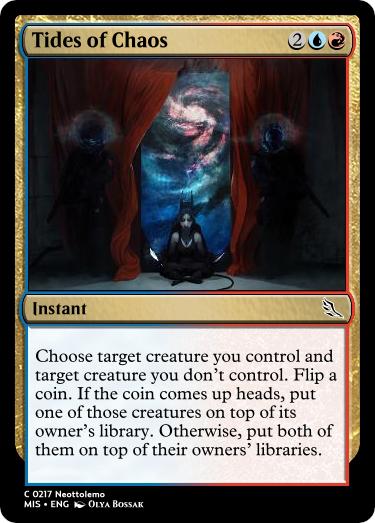 Tides of Chaos 2
Instant
Choose target creature you control and
target creature you don't control. Flip a
coin. If the coin comes up heads, put
one of those creatures on top of its
owner's library. Otherwise, put both of
them on top of their owners' libraries.
C 0217 Neottolemo
MIS • ENG Olya Bossak